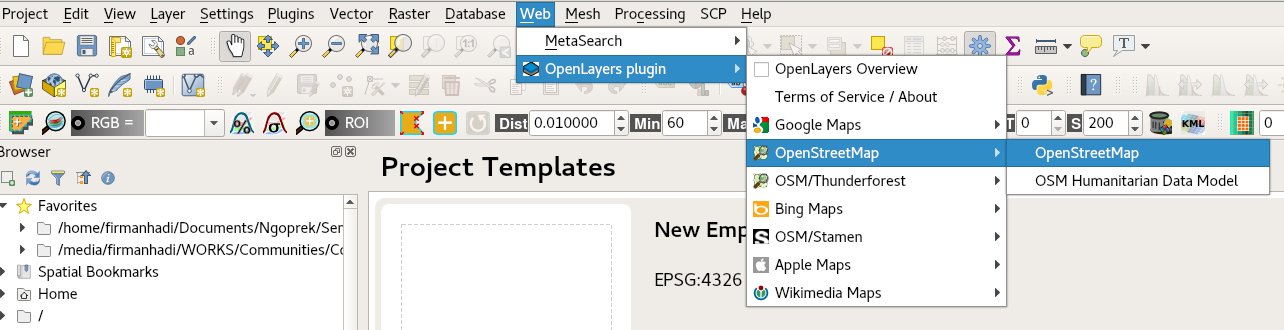 Project Edit View Layer Settings Plugins Vector Raster Database Web Mesh Processing SCP Help
MetaSearch
OpenLayers plugin
OpenLayers Overview
Terms of Service / About
Google Maps
RGB = ROI Dist 0.010000 Min 60 T 0 S 200 KML 0
Browser
Project Templates
OpenStreetMap OpenStreetMap
OSM/Thunderforest OSM Humanitarian Data Model
Favorites
Bing Maps
/home/firmanhadi/Documents/Ngoprek/Sen
New Emp
OSM/Stamen
/media/firmanhadi/WORKS/Communities/Co
Spatial Bookmarks
Apple Maps
EPSG:4326
Home
Wikimedia Maps
/